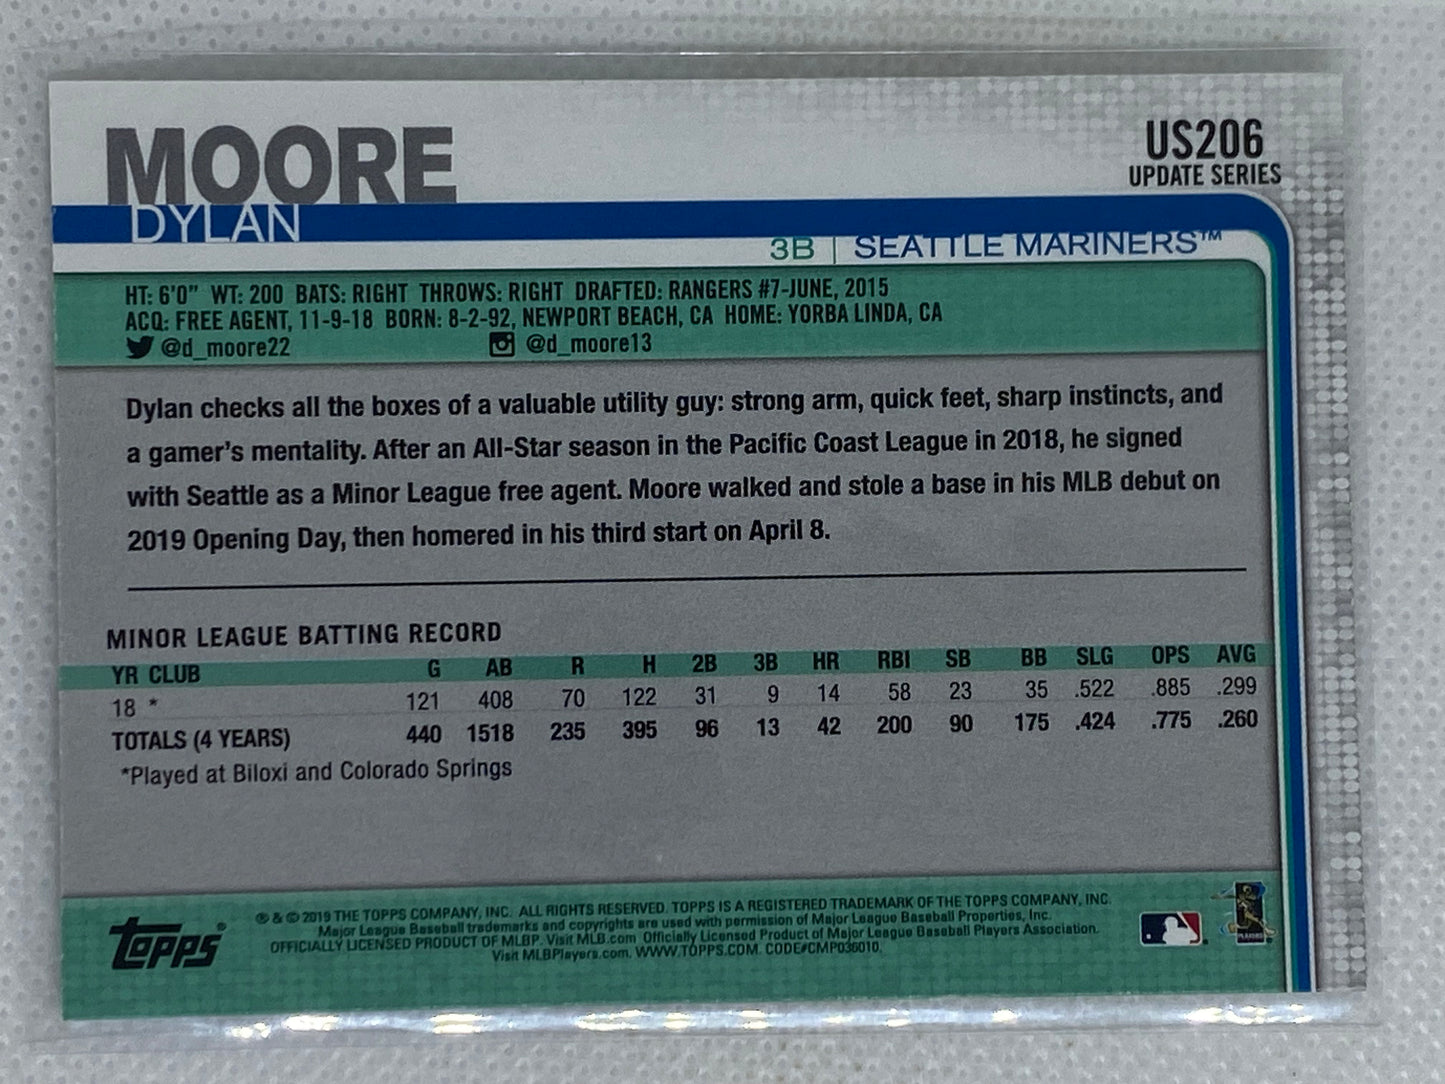 MOORE
DYLAN
US206
UPDATE SERIES
3B | SEATTLE MARINERS™
HT: 6'0" WT: 200 BATS: RIGHT THROWS: RIGHT DRAFTED: RANGERS #7-JUNE, 2015
ACQ: FREE AGENT, 11-9-18 BORN: 8-2-92, NEWPORT BEACH, CA HOME: YORBA LINDA, CA
@d_moore22 @d_moore13
Dylan checks all the boxes of a valuable utility guy: strong arm, quick feet, sharp instincts, and
a gamer's mentality. After an All-Star season in the Pacific Coast League in 2018, he signed
with Seattle as a Minor League free agent. Moore walked and stole a base in his MLB debut on
2019 Opening Day, then homered in his third start on April 8.
MINOR LEAGUE BATTING RECORD
YR CLUB G AB R H 2B 3B HR RBI SB BB SLG OPS AVG
18 * 121 408 70 122 31 9 14 58 23 35 .522 .885 .299
TOTALS (4 YEARS) 440 1518 235 395 96 13 42 200 90 175 .424 .775 .260
*Played at Biloxi and Colorado Springs
Topps®
® & © 2019 THE TOPPS COMPANY, INC. ALL RIGHTS RESERVED. TOPPS IS A REGISTERED TRADEMARK OF THE TOPPS COMPANY, INC.
Major League Baseball trademarks and copyrights are used with permission of Major League Baseball Properties, Inc.
OFFICIALLY LICENSED PRODUCT OF MLBP. Visit MLB.com Officially Licensed Product of Major League Baseball Players Association.
Visit MLBPlayers.com. WWW.TOPPS.COM. CODE#CMP036010.